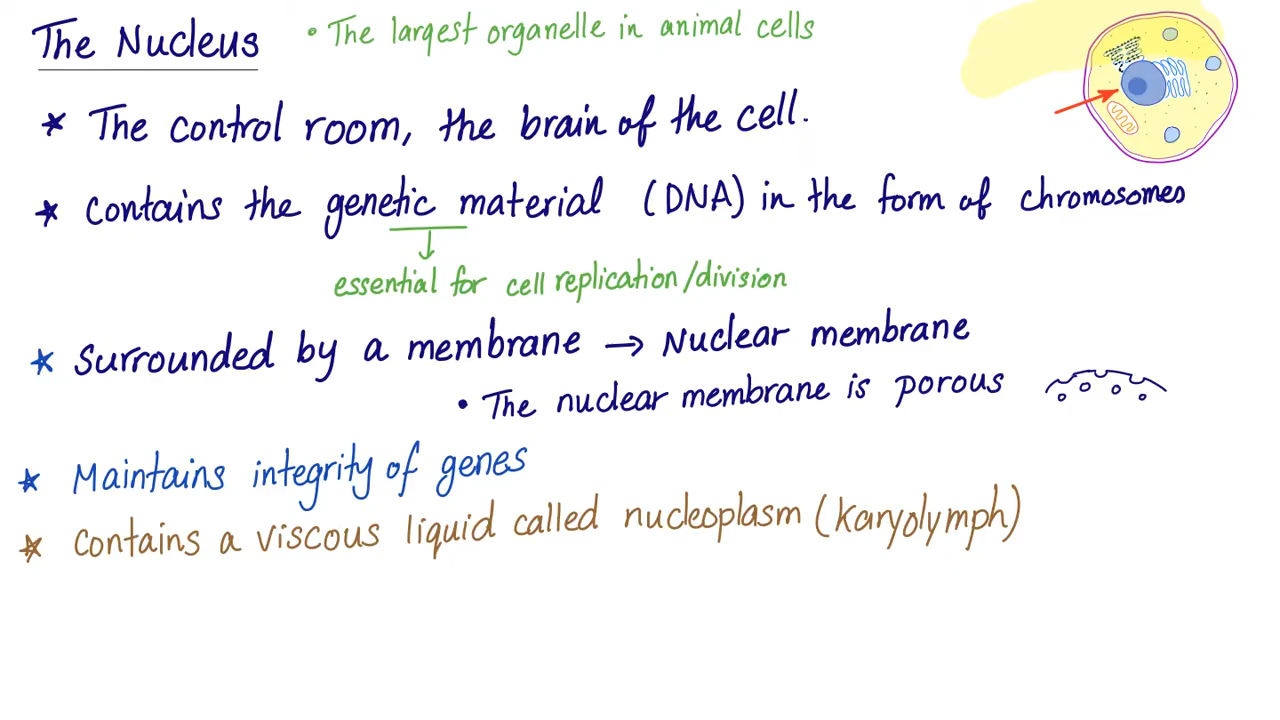 The Nucleus • The largest organelle in animal cells
* The control room, the brain of the cell.
* Contains the genetic material (DNA) in the form of chromosomes
↓
essential for cell replication/division
* Surrounded by a membrane → Nuclear membrane
• The nuclear membrane is porous
* Maintains integrity of genes
* Contains a viscous liquid called nucleoplasm (Karyolymph)